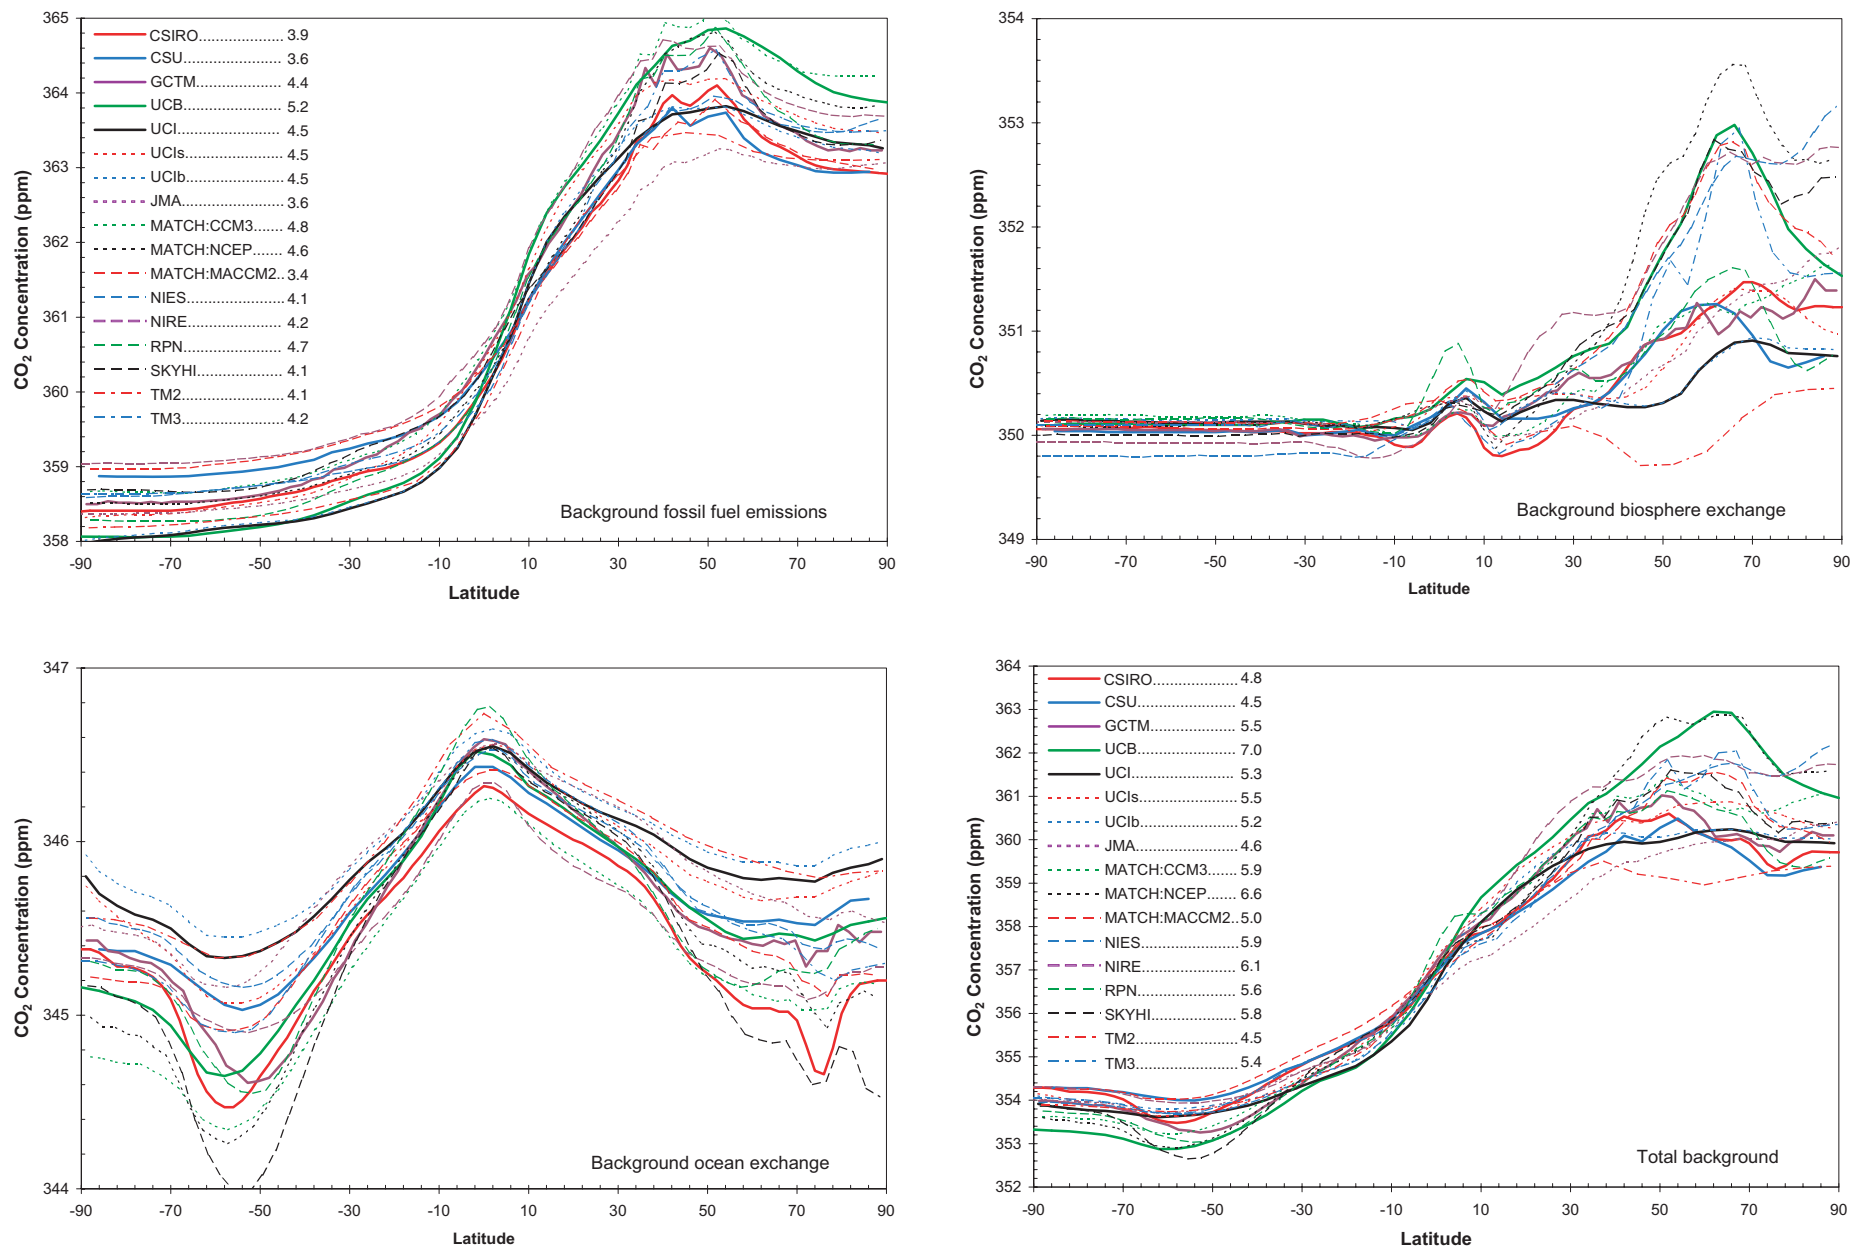 365
364
363
362
361
360
359
358
CO2 Concentration (ppm)
CSIRO.................... 3.9
CSU........................ 3.6
GCTM..................... 4.4
UCB........................ 5.2
UCI......................... 4.5
UCIs........................ 4.5
UCIb....................... 4.5
JMA........................ 3.6
MATCH:CCM3....... 4.8
MATCH:NCEP....... 4.6
MATCH:MACCM2.. 3.4
NIES....................... 4.1
NIRE....................... 4.2
RPN........................ 4.7
SKYHI..................... 4.1
TM2........................ 4.1
TM3........................ 4.2
Background fossil fuel emissions
-90 -70 -50 -30 -10 10 30 50 70 90
Latitude
354
353
352
351
350
349
CO2 Concentration (ppm)
Background biosphere exchange
-90 -70 -50 -30 -10 10 30 50 70 90
Latitude
347
346
345
344
CO2 Concentration (ppm)
Background ocean exchange
-90 -70 -50 -30 -10 10 30 50 70 90
Latitude
364
363
362
361
360
359
358
357
356
355
354
353
352
CO2 Concentration (ppm)
CSIRO.................... 4.8
CSU........................ 4.5
GCTM..................... 5.5
UCB........................ 7.0
UCI......................... 5.3
UCIs........................ 5.5
UCIb....................... 5.2
JMA........................ 4.6
MATCH:CCM3....... 5.9
MATCH:NCEP....... 6.6
MATCH:MACCM2.. 5.0
NIES....................... 5.9
NIRE....................... 6.1
RPN........................ 5.6
SKYHI..................... 5.8
TM2........................ 4.5
TM3........................ 5.4
Total background
-90 -70 -50 -30 -10 10 30 50 70 90
Latitude